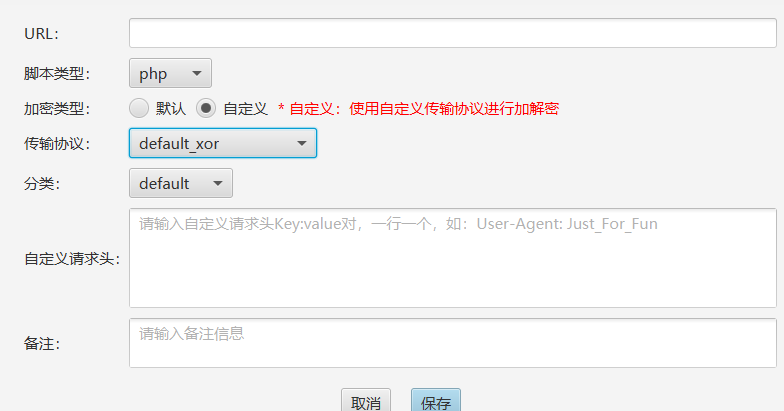 URL:
脚本类型: php
加密类型: 默认 自定义 * 自定义：使用自定义传输协议进行加解密
传输协议: default_xor
分类: default
请输入自定义请求头Key:value对，一行一个，如：User-Agent: Just_For_Fun
自定义请求头:
请输入备注信息
备注:
取消 保存